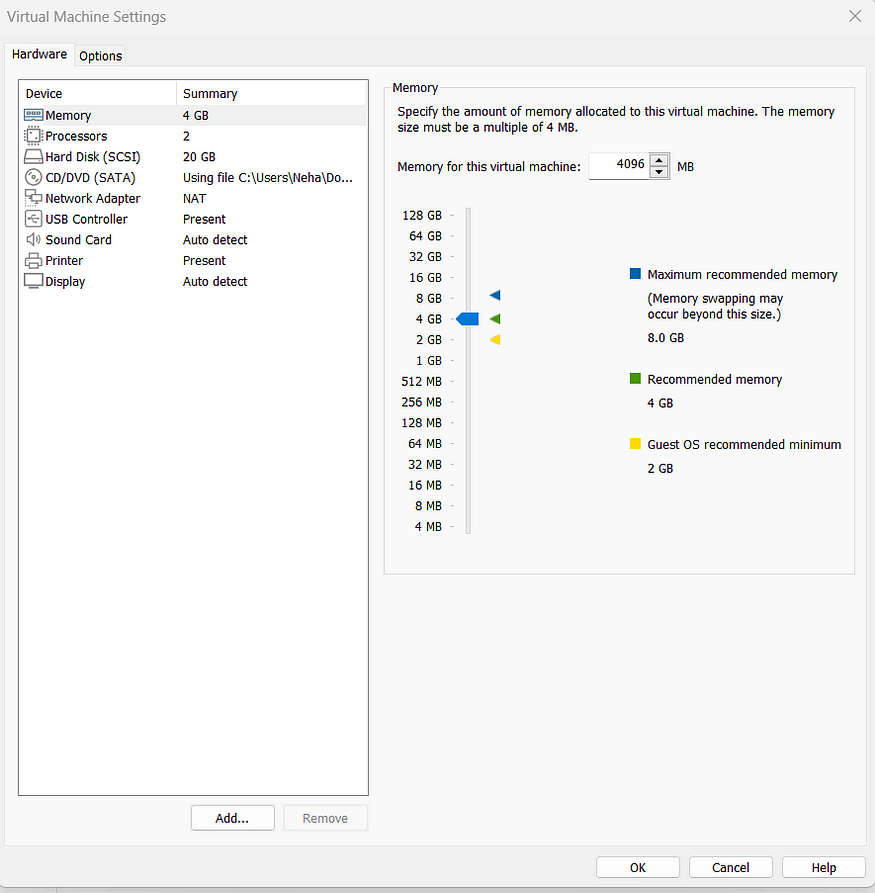 Virtual Machine Settings
Hardware Options
Device Summary
Memory 4 GB
Processors 2
Hard Disk (SCSI) 20 GB
CD/DVD (SATA) Using file C:\Users\Neha\Do...
Network Adapter NAT
USB Controller Present
Sound Card Auto detect
Printer Present
Display Auto detect
Add... Remove
Memory
Specify the amount of memory allocated to this virtual machine. The memory
size must be a multiple of 4 MB.
Memory for this virtual machine: 4096 MB
128 GB
64 GB
32 GB
16 GB
8 GB
4 GB
2 GB
1 GB
512 MB
256 MB
128 MB
64 MB
32 MB
16 MB
8 MB
4 MB
Maximum recommended memory
(Memory swapping may
occur beyond this size.)
8.0 GB
Recommended memory
4 GB
Guest OS recommended minimum
2 GB
OK Cancel Help